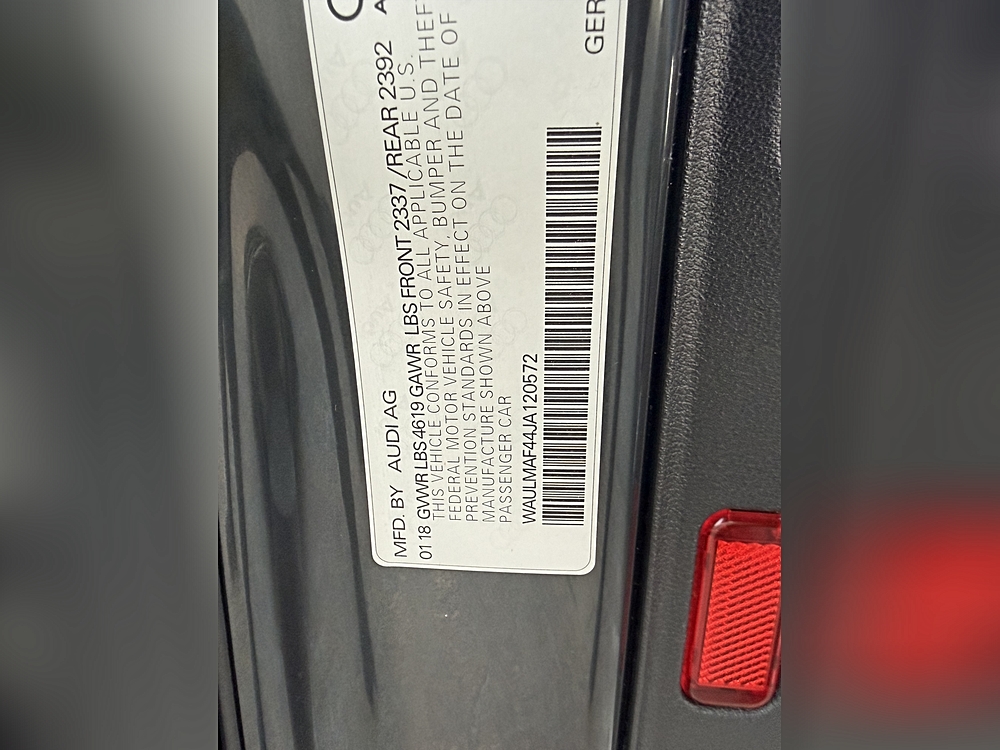 MFD. BY AUDI AG
01 18 GVWR LBS 4619 GAWR LBS FRONT 2337 / REAR 2392
THIS VEHICLE CONFORMS TO ALL APPLICABLE U.S.
FEDERAL MOTOR VEHICLE SAFETY, BUMPER AND THEFT
PREVENTION STANDARDS IN EFFECT ON THE DATE OF
MANUFACTURE SHOWN ABOVE
PASSENGER CAR
WAULMAF44JA120572
GER